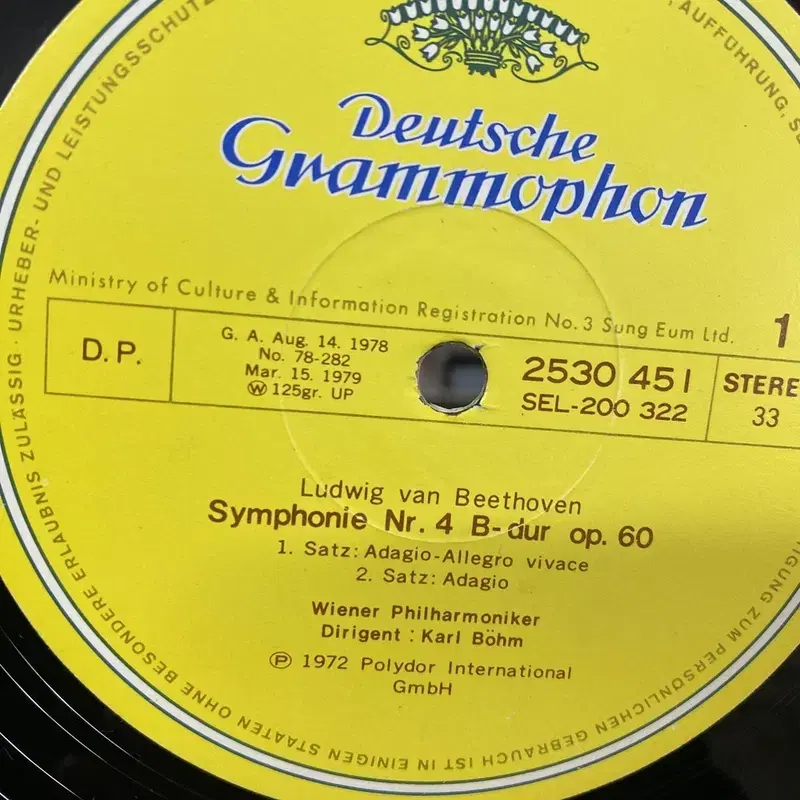 Deutsche
Grammophon
Ministry of Culture & Information Registration No. 3 Sung Eum Ltd.
1
D.P.
G. A. Aug. 14. 1978
No. 78-282
Mar. 15. 1979
Ⓦ 125gr. UP
2530 451
SEL-200 322
STERE
33
Ludwig van Beethoven
Symphonie Nr. 4 B-dur op. 60
1. Satz: Adagio-Allegro vivace
2. Satz: Adagio
Wiener Philharmoniker
Dirigent : Karl Böhm
Ⓟ 1972 Polydor International
GmbH
TIGUNG ZUM PERSÖNLICHEN GEBRAUCH IST IN EINIGEN STAATEN OHNE BESONDERE ERLAUBNIS ZULÄSSIG · URHEBER- UND LEISTUNGSSCHUTZ
, AUFFÜHRUNG, SE